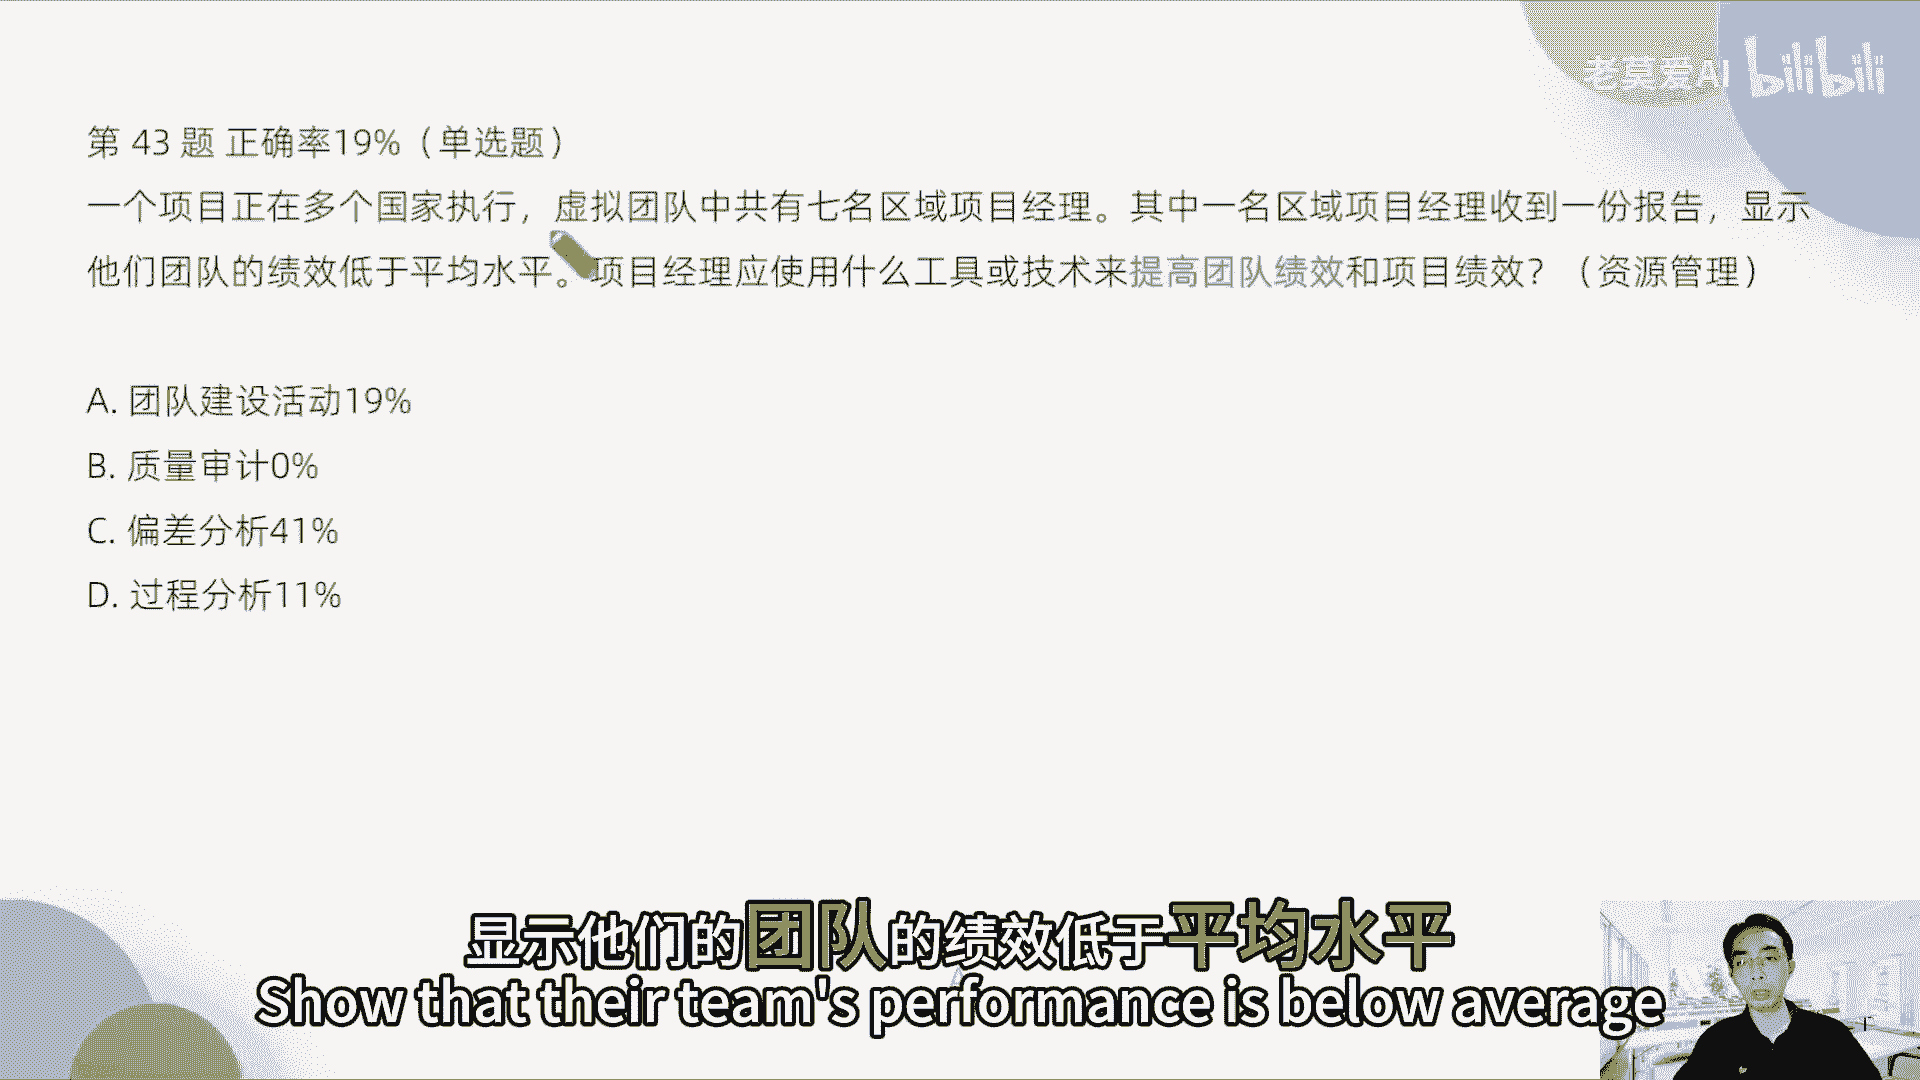 老莫爱AI bilibili
第 43 题 正确率19%（单选题）
一个项目正在多个国家执行，虚拟团队中共有七名区域项目经理。其中一名区域项目经理收到一份报告，显示
他们团队的绩效低于平均水平。项目经理应使用什么工具或技术来提高团队绩效和项目绩效？（资源管理）
A. 团队建设活动19%
B. 质量审计0%
C. 偏差分析41%
D. 过程分析11%
显示他们的团队的绩效低于平均水平
Show that their team's performance is below average